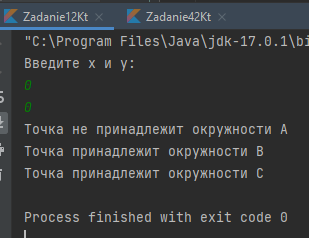 Zadanie12Kt × Zadanie42Kt ×
"C:\Program Files\Java\jdk-17.0.1\bi
Введите x и y:
0
0
Точка не принадлежит окружности A
Точка принадлежит окружности B
Точка принадлежит окружности C
Process finished with exit code 0